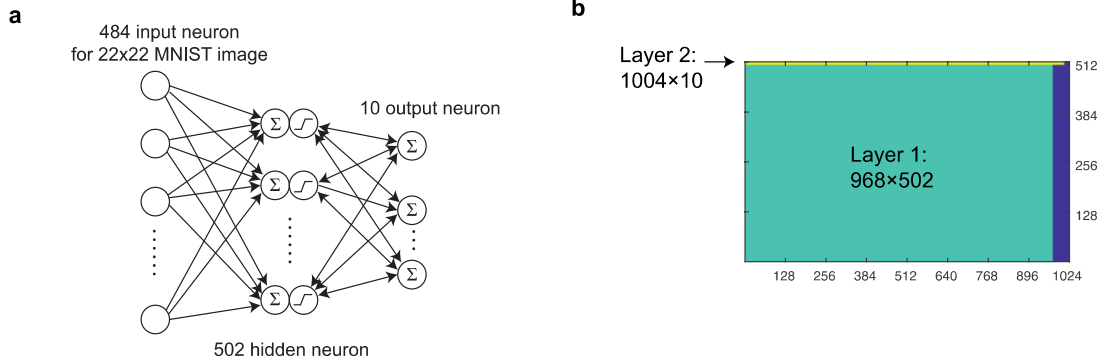 a
484 input neuron
for 22x22 MNIST image
10 output neuron
Σ
Σ
Σ
Σ
Σ
Σ
502 hidden neuron
b
Layer 2:
1004×10
Layer 1:
968×502
512
384
256
128
128 256 384 512 640 768 896 1024